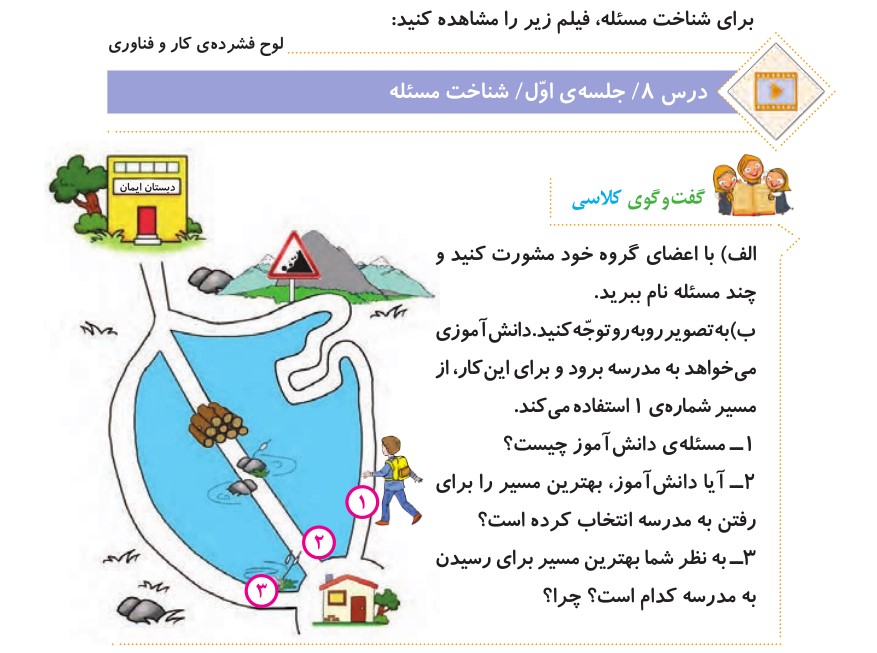 برای شناخت مسئله، فیلم زیر را مشاهده کنید:
لوح فشرده‌ی کار و فناوری
درس ۸/ جلسه‌ی اوّل/ شناخت مسئله
گفت‌وگوی کلاسی
الف) با اعضای گروه خود مشورت کنید و
چند مسئله نام ببرید.
ب)به تصویر روبه‌رو توجّه کنید.دانش‌آموزی
می‌خواهد به مدرسه برود و برای این‌کار، از
مسیر شماره‌ی ۱ استفاده می‌کند.
۱ــ مسئله‌ی دانش‌آموز چیست؟
۲ــ آیا دانش‌آموز، بهترین مسیر را برای
رفتن به مدرسه انتخاب کرده است؟
۳ــ به نظر شما بهترین مسیر برای رسیدن
به مدرسه کدام است؟ چرا؟
دبستان ایمان
۱
۲
۳